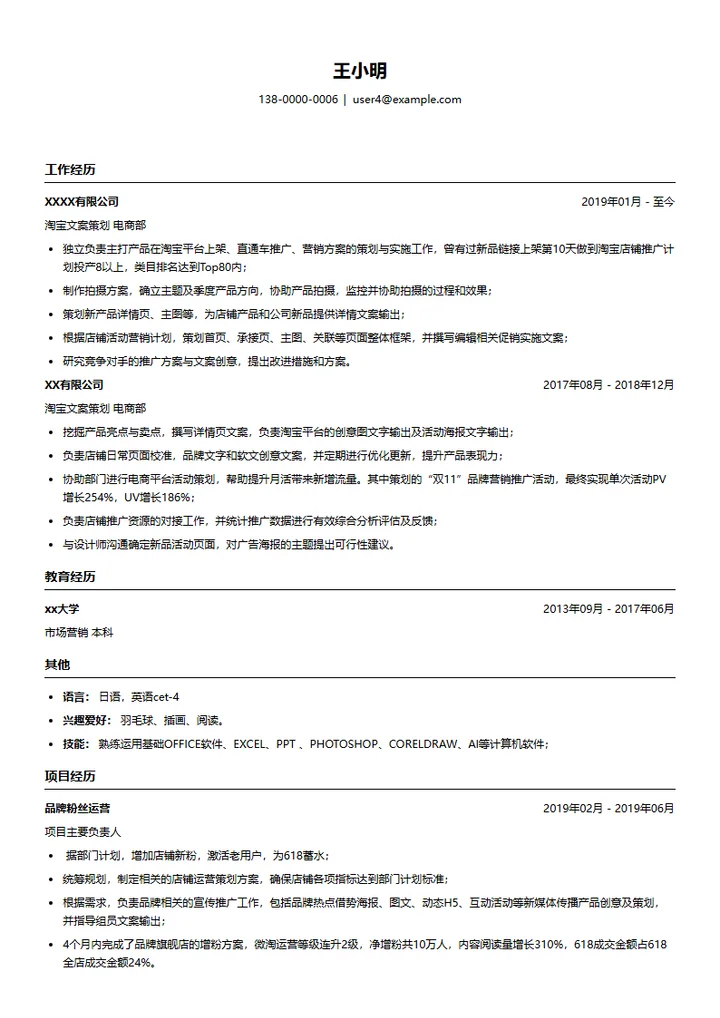 王小明
138-0000-0006 | user4@example.com
工作经历
XXXX有限公司 2019年01月 - 至今
淘宝文案策划 电商部
• 独立负责主打产品在淘宝平台上架、直通车推广、营销方案的策划与实施工作，曾有过新品链接上架第10天做到淘宝店铺推广计
划投产8以上，类目排名达到Top80内；
• 制作拍摄方案，确立主题及季度产品方向，协助产品拍摄，监控并协助拍摄的过程和效果；
• 策划新产品详情页、主图等，为店铺产品和公司新品提供详情文案输出；
• 根据店铺活动营销计划，策划首页、承接页、主图、关联等页面整体框架，并撰写编辑相关促销实施文案；
• 研究竞争对手的推广方案与文案创意，提出改进措施和方案。
XX有限公司 2017年08月 - 2018年12月
淘宝文案策划 电商部
• 挖掘产品亮点与卖点，撰写详情页文案，负责淘宝平台的创意图文字输出及活动海报文字输出；
• 负责店铺日常页面校准，品牌文字和软文创意文案，并定期进行优化更新，提升产品表现力；
• 协助部门进行电商平台活动策划，帮助提升月活带来新增流量。其中策划的“双11”品牌营销推广活动，最终实现单次活动PV
增长254%，UV增长186%；
• 负责店铺推广资源的对接工作，并统计推广数据进行有效综合分析评估及反馈；
• 与设计师沟通确定新品活动页面，对广告海报的主题提出可行性建议。
教育经历
xx大学 2013年09月 - 2017年06月
市场营销 本科
其他
• 语言： 日语，英语cet-4
• 兴趣爱好： 羽毛球、插画、阅读。
• 技能： 熟练运用基础OFFICE软件、EXCEL、PPT 、PHOTOSHOP、CORELDRAW、AI等计算机软件；
项目经历
品牌粉丝运营 2019年02月 - 2019年06月
项目主要负责人
• 据部门计划，增加店铺新粉，激活老用户，为618蓄水；
• 统筹规划，制定相关的店铺运营策划方案，确保店铺各项指标达到部门计划标准；
• 根据需求，负责品牌相关的宣传推广工作，包括品牌热点借势海报、图文、动态H5、互动活动等新媒体传播产品创意及策划，
并指导组员文案输出；
• 4个月内完成了品牌旗舰店的增粉方案，微淘运营等级连升2级，净增粉共10万人，内容阅读量增长310%，618成交金额占618
全店成交金额24%。